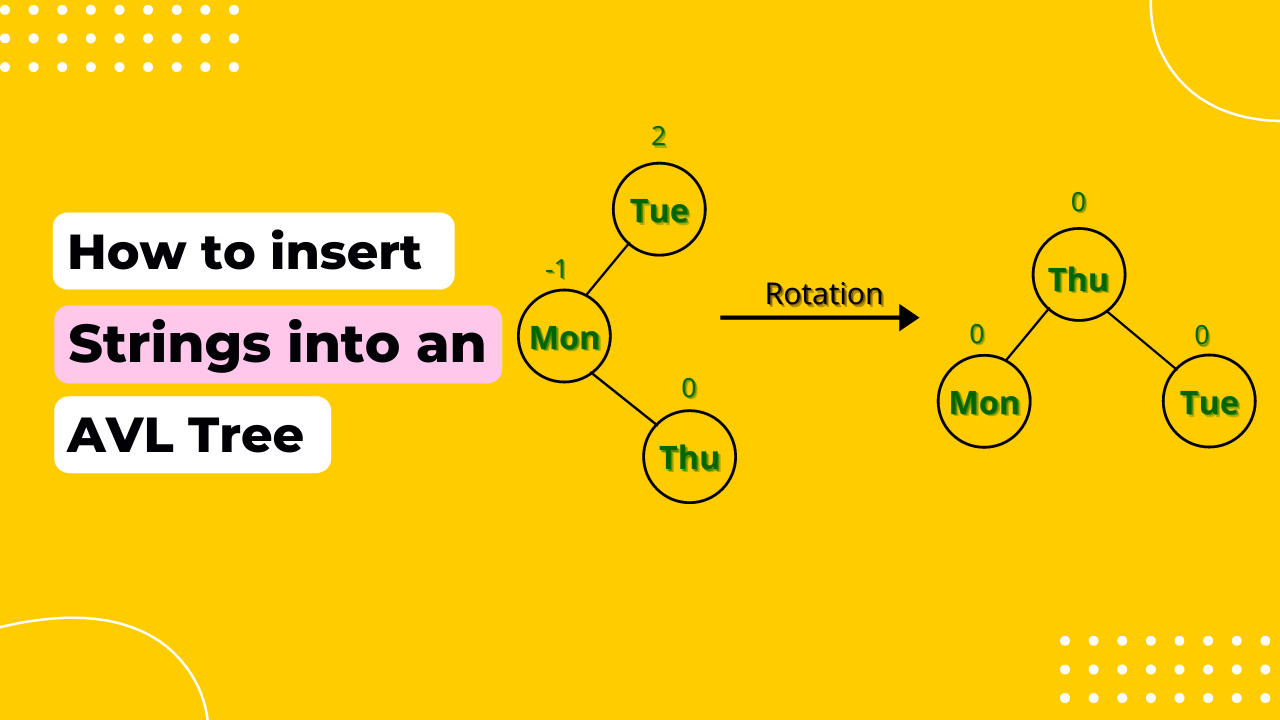 How to insert
Strings into an
AVL Tree
2
Tue
-1
Mon
0
Thu
Rotation
0
Thu
0
Mon
0
Tue